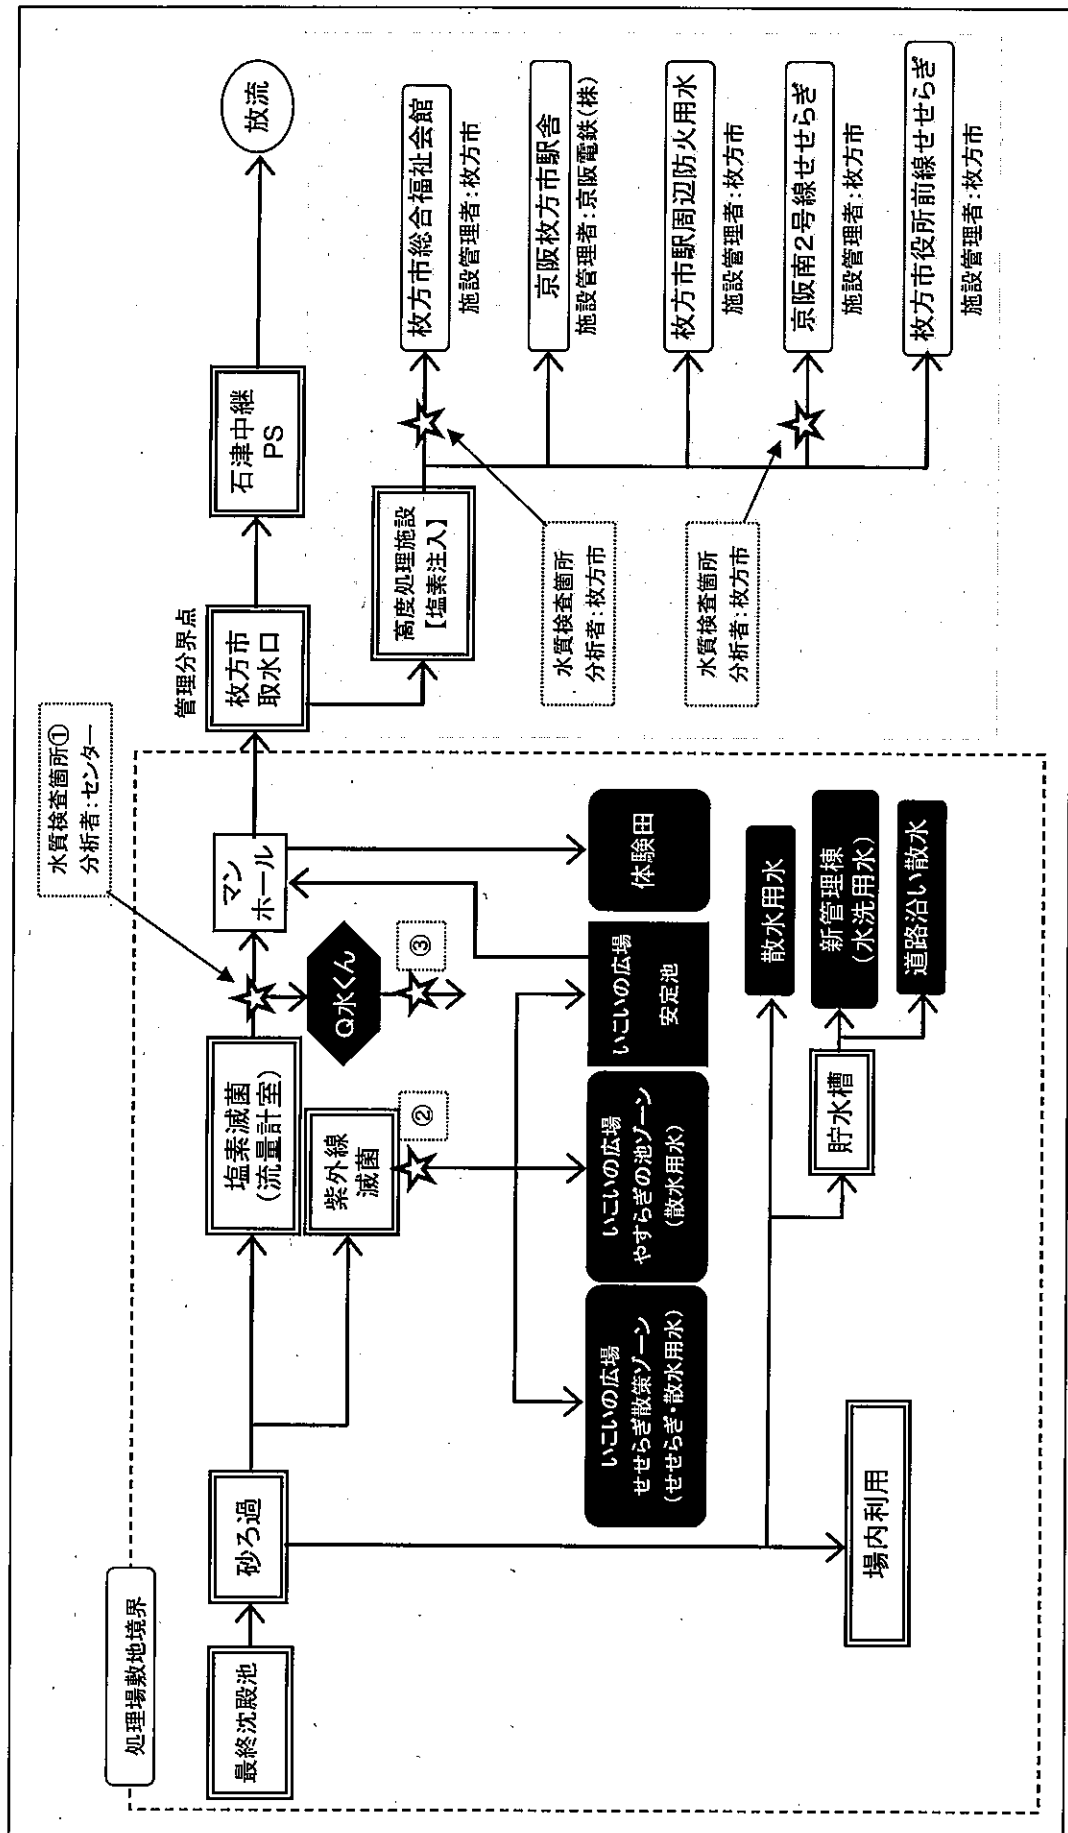 処理場敷地境界
最終沈殿池
砂ろ過
塩素滅菌
(流量計室)
紫外線
滅菌
水質検査箇所①
分析者:センター
マン
ホール
Q水くん
②
③
管理分界点
枚方市
取水口
石津中継
PS
放流
高度処理施設
【塩素注入】
水質検査箇所
分析者:枚方市
水質検査箇所
分析者:枚方市
枚方市総合福祉会館
施設管理者:枚方市
京阪枚方市駅舎
施設管理者:京阪電鉄(株)
枚方市駅周辺防火用水
施設管理者:枚方市
京阪南2号線せせらぎ
施設管理者:枚方市
枚方市役所前線せせらぎ
施設管理者:枚方市
いこいの広場
せせらぎ散策ゾーン
(せせらぎ・散水用水)
いこいの広場
やすらぎの池ゾーン
(散水用水)
いこいの広場
安定池
体験田
散水用水
貯水槽
新管理棟
(水洗用水)
道路沿い散水
場内利用